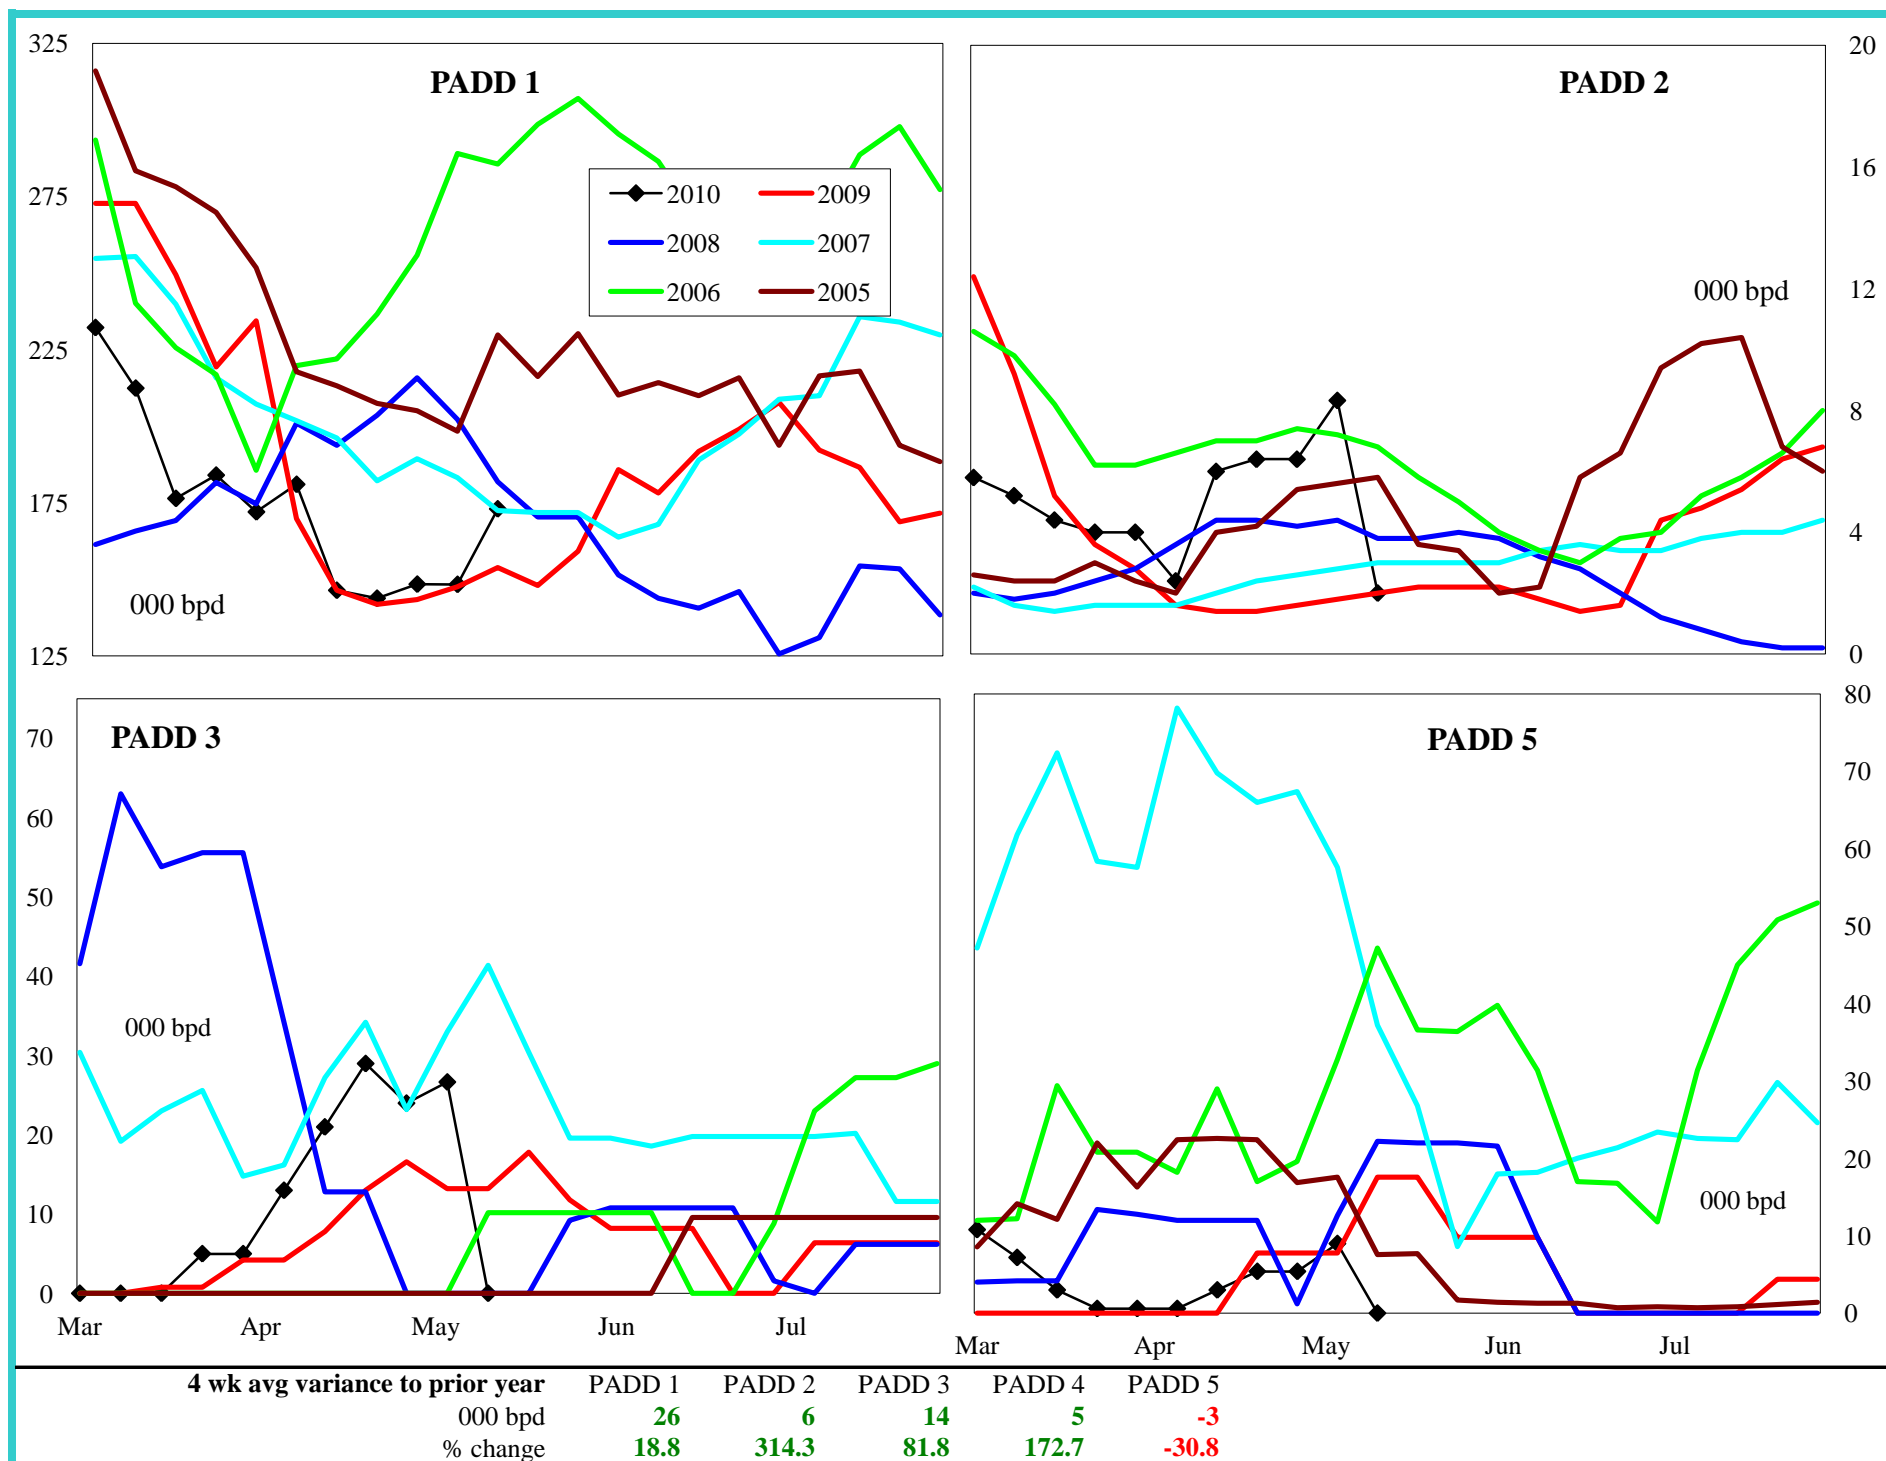 325
275
225
175
125
PADD 1
000 bpd
2010 2009
2008 2007
2006 2005
PADD 2
000 bpd
20
16
12
8
4
0
70
60
50
40
30
20
10
0
PADD 3
000 bpd
Mar Apr May Jun Jul
PADD 5
000 bpd
80
70
60
50
40
30
20
10
0
Mar Apr May Jun Jul
4 wk avg variance to prior year PADD 1 PADD 2 PADD 3 PADD 4 PADD 5
000 bpd 26 6 14 5 -3
% change 18.8 314.3 81.8 172.7 -30.8